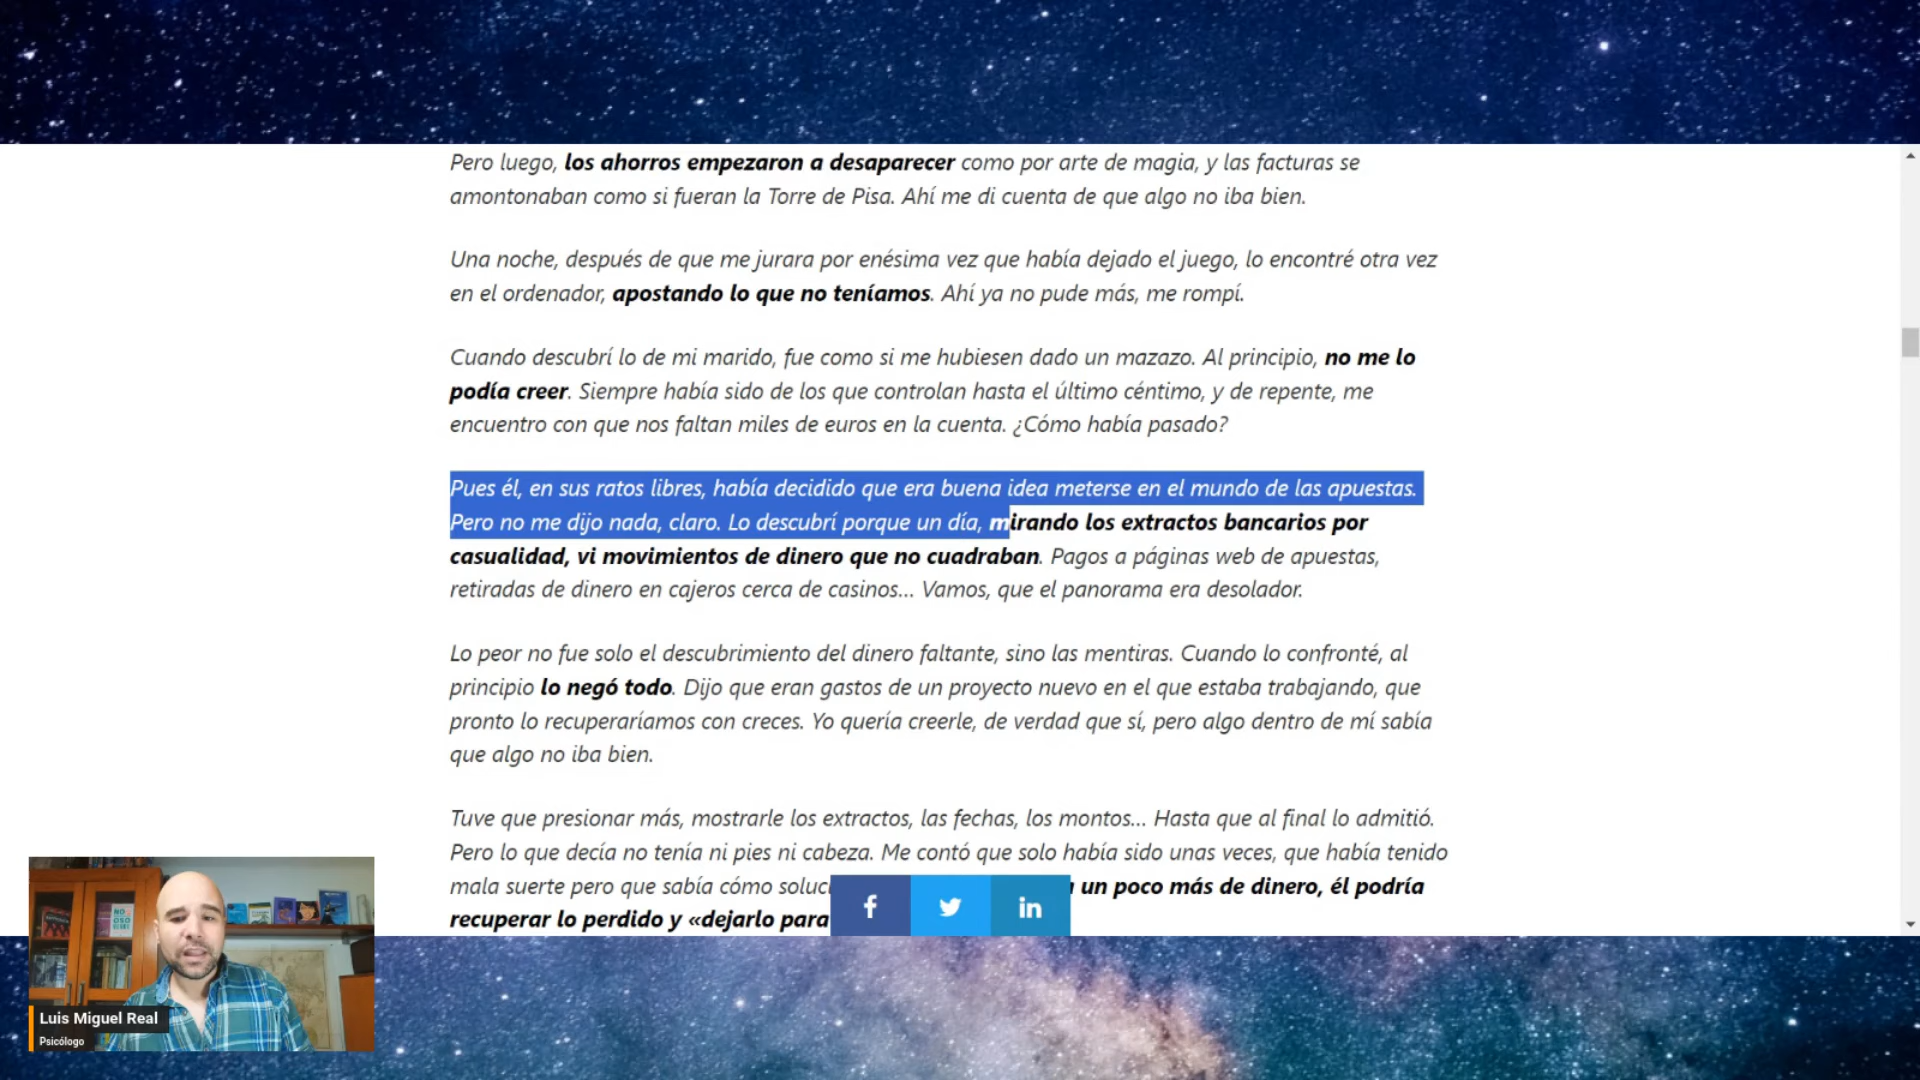 Pero luego, los ahorros empezaron a desaparecer como por arte de magia, y las facturas se
amontonaban como si fueran la Torre de Pisa. Ahí me di cuenta de que algo no iba bien.
Una noche, después de que me jurara por enésima vez que había dejado el juego, lo encontré otra vez
en el ordenador, apostando lo que no teníamos. Ahí ya no pude más, me rompí.
Cuando descubrí lo de mi marido, fue como si me hubiesen dado un mazazo. Al principio, no me lo
podía creer. Siempre había sido de los que controlan hasta el último céntimo, y de repente, me
encuentro con que nos faltan miles de euros en la cuenta. ¿Cómo había pasado?
Pues él, en sus ratos libres, había decidido que era buena idea meterse en el mundo de las apuestas.
Pero no me dijo nada, claro. Lo descubrí porque un día, mirando los extractos bancarios por
casualidad, vi movimientos de dinero que no cuadraban. Pagos a páginas web de apuestas,
retiradas de dinero en cajeros cerca de casinos... Vamos, que el panorama era desolador.
Lo peor no fue solo el descubrimiento del dinero faltante, sino las mentiras. Cuando lo confronté, al
principio lo negó todo. Dijo que eran gastos de un proyecto nuevo en el que estaba trabajando, que
pronto lo recuperaríamos con creces. Yo quería creerle, de verdad que sí, pero algo dentro de mí sabía
que algo no iba bien.
Tuve que presionar más, mostrarle los extractos, las fechas, los montos... Hasta que al final lo admitió.
Pero lo que decía no tenía ni pies ni cabeza. Me contó que solo había sido unas veces, que había tenido
mala suerte pero que sabía cómo un poco más de dinero, él podría
recuperar lo perdido y «dejarlo para
Luis Miguel Real
Psicólogo